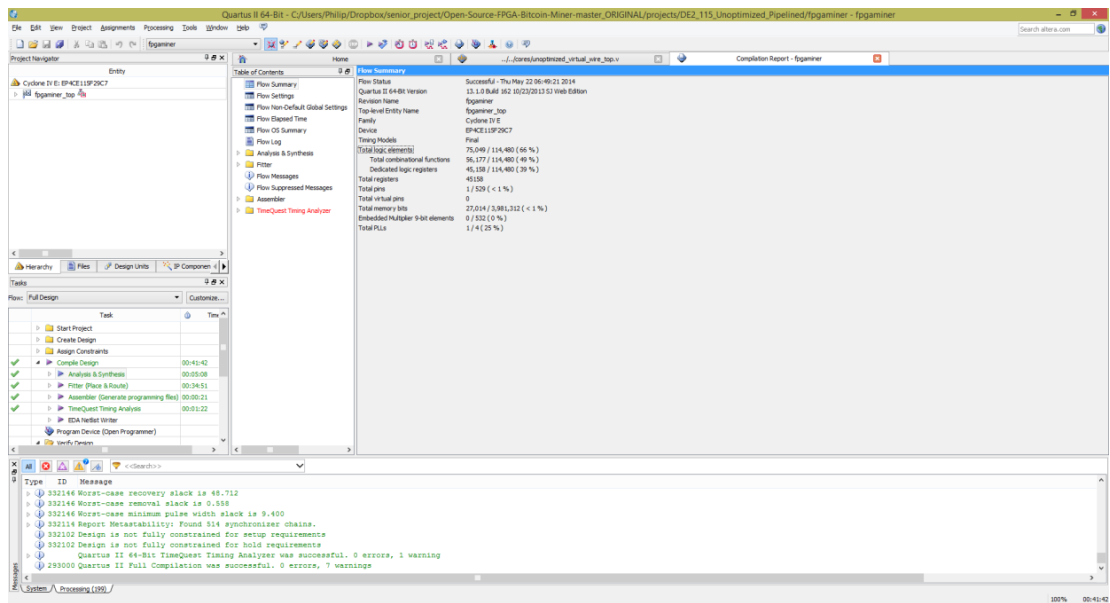 Quartus II 64-Bit - C:/Users/Philip/Dropbox/senior_project/Open-Source-FPGA-Bitcoin-Miner-master_ORIGINAL/projects/DE2_115_Unoptimized_Pipelined/fpgaminer - fpgaminer
File Edit View Project Assignments Processing Tools Window Help
Search altera.com
fpgaminer
Project Navigator
Entity
Cyclone IV E: EP4CE115F29C7
fpgaminer_top
Hierarchy Files Design Units IP Componen
Tasks
Flow: Full Design Customize...
Task Time
Start Project
Create Design
Assign Constraints
Compile Design 00:41:42
Analysis & Synthesis 00:05:08
Fitter (Place & Route) 00:34:51
Assembler (Generate programming files) 00:00:21
TimeQuest Timing Analysis 00:01:22
EDA Netlist Writer
Program Device (Open Programmer)
Verify Design
Home
../../cores/unoptimized_virtual_wire_top.v
Compilation Report - fpgaminer
Table of Contents
Flow Summary
Flow Settings
Flow Non-Default Global Settings
Flow Elapsed Time
Flow OS Summary
Flow Log
Analysis & Synthesis
Fitter
Flow Messages
Flow Suppressed Messages
Assembler
TimeQuest Timing Analyzer
Flow Summary
Flow Status Successful - Thu May 22 06:49:21 2014
Quartus II 64-Bit Version 13.1.0 Build 162 10/23/2013 SJ Web Edition
Revision Name fpgaminer
Top-level Entity Name fpgaminer_top
Family Cyclone IV E
Device EP4CE115F29C7
Timing Models Final
Total logic elements 75,049 / 114,480 ( 66 % )
Total combinational functions 56,177 / 114,480 ( 49 % )
Dedicated logic registers 45,158 / 114,480 ( 39 % )
Total registers 45158
Total pins 1 / 529 ( < 1 % )
Total virtual pins 0
Total memory bits 27,014 / 3,981,312 ( < 1 % )
Embedded Multiplier 9-bit elements 0 / 532 ( 0 % )
Total PLLs 1 / 4 ( 25 % )
All <<Search>>
Type ID Message
332146 Worst-case recovery slack is 48.712
332146 Worst-case removal slack is 0.558
332146 Worst-case minimum pulse width slack is 9.400
332114 Report Metastability: Found 514 synchronizer chains.
332102 Design is not fully constrained for setup requirements
332102 Design is not fully constrained for hold requirements
Quartus II 64-Bit TimeQuest Timing Analyzer was successful. 0 errors, 1 warning
293000 Quartus II Full Compilation was successful. 0 errors, 7 warnings
Messages
System Processing (199)
100% 00:41:42